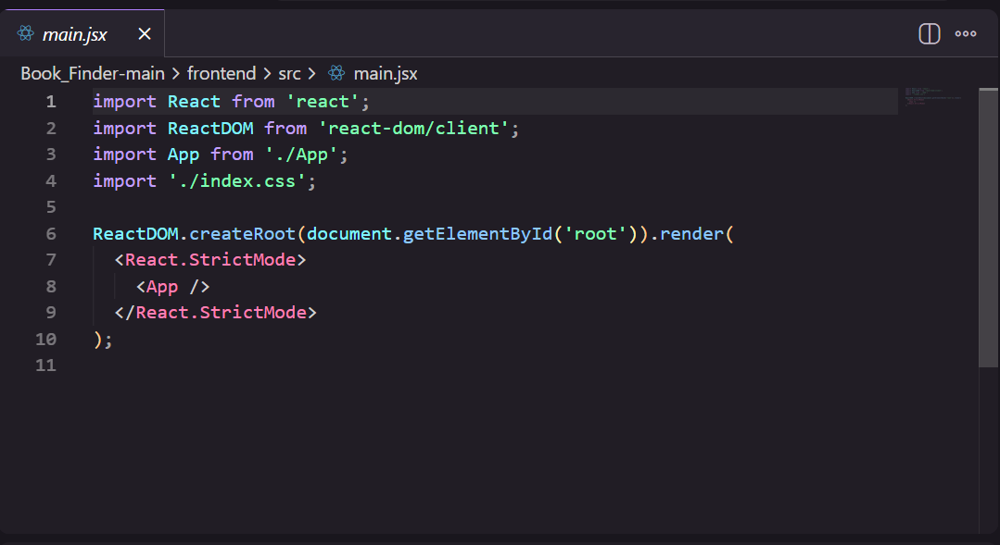 main.jsx
Book_Finder-main > frontend > src > main.jsx
1 import React from 'react';
2 import ReactDOM from 'react-dom/client';
3 import App from './App';
4 import './index.css';
5
6 ReactDOM.createRoot(document.getElementById('root')).render(
7   <React.StrictMode>
8     <App />
9   </React.StrictMode>
10 );
11